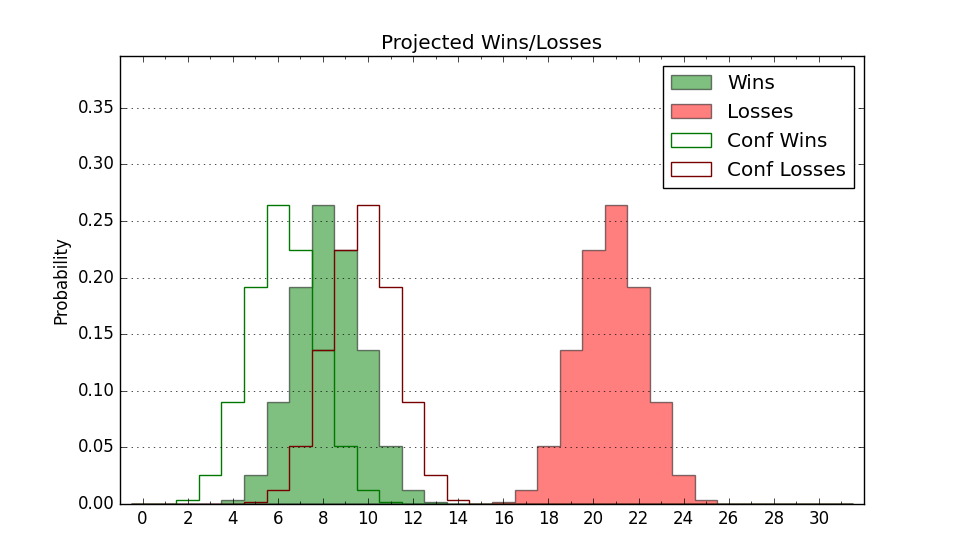 Projected Wins/Losses
Wins
Losses
Conf Wins
Conf Losses
Probability
0.35
0.30
0.25
0.20
0.15
0.10
0.05
0.00
0 2 4 6 8 10 12 14 16 18 20 22 24 26 28 30